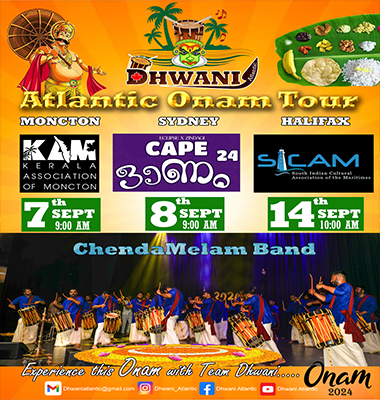 DHWANI
Atlantic Onam Tour
MONCTON SYDNEY HALIFAX
KAM
KERALA
ASSOCIATION
OF MONCTON
ECLIPSE X ZINDAGI
CAPE 24
ഓണം
SICAM
South Indian Cultural
Association of the Maritimes
7th SEPT
9:00 AM
8th SEPT
9:00 AM
14th SEPT
10:00 AM
ChendaMelam Band
Experience this Onam with Team Dhwani.....
Onam
2024
Dhwaniatlantic@gmail.com Dhwani_Atlantic Dhwani Atlantic Dhwani Atlantic